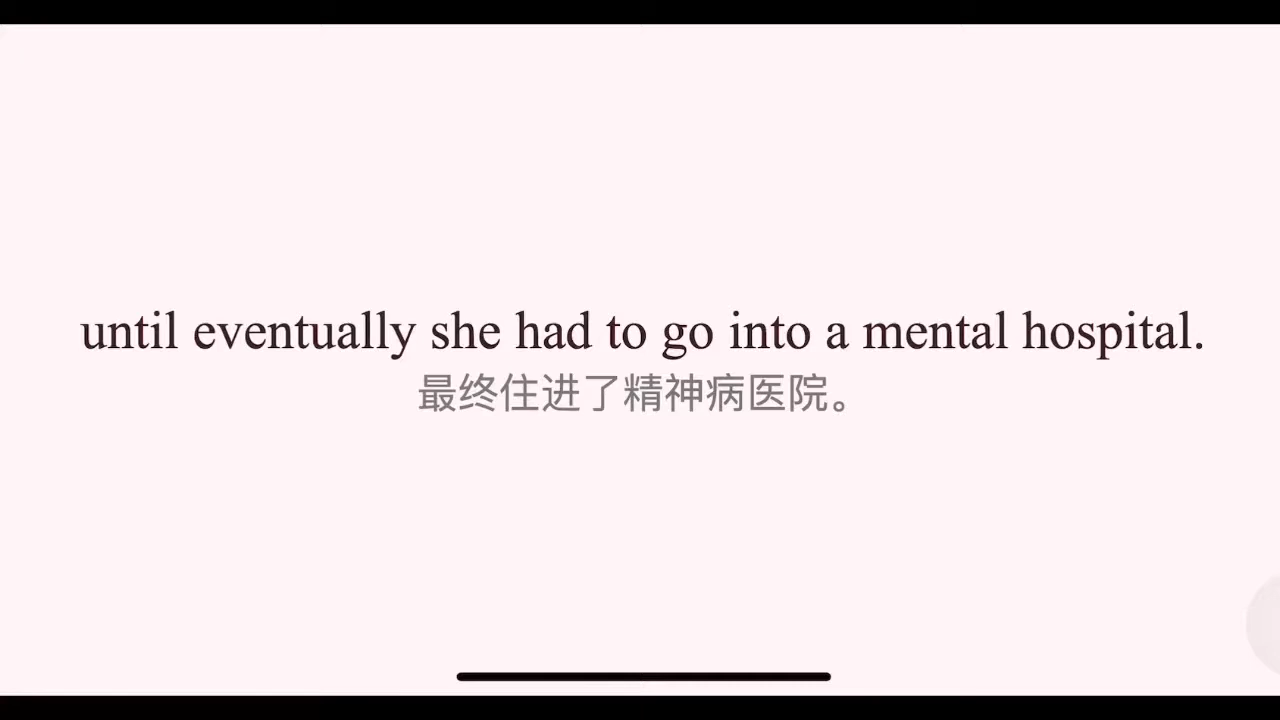 until eventually she had to go into a mental hospital.
最终住进了精神病医院。